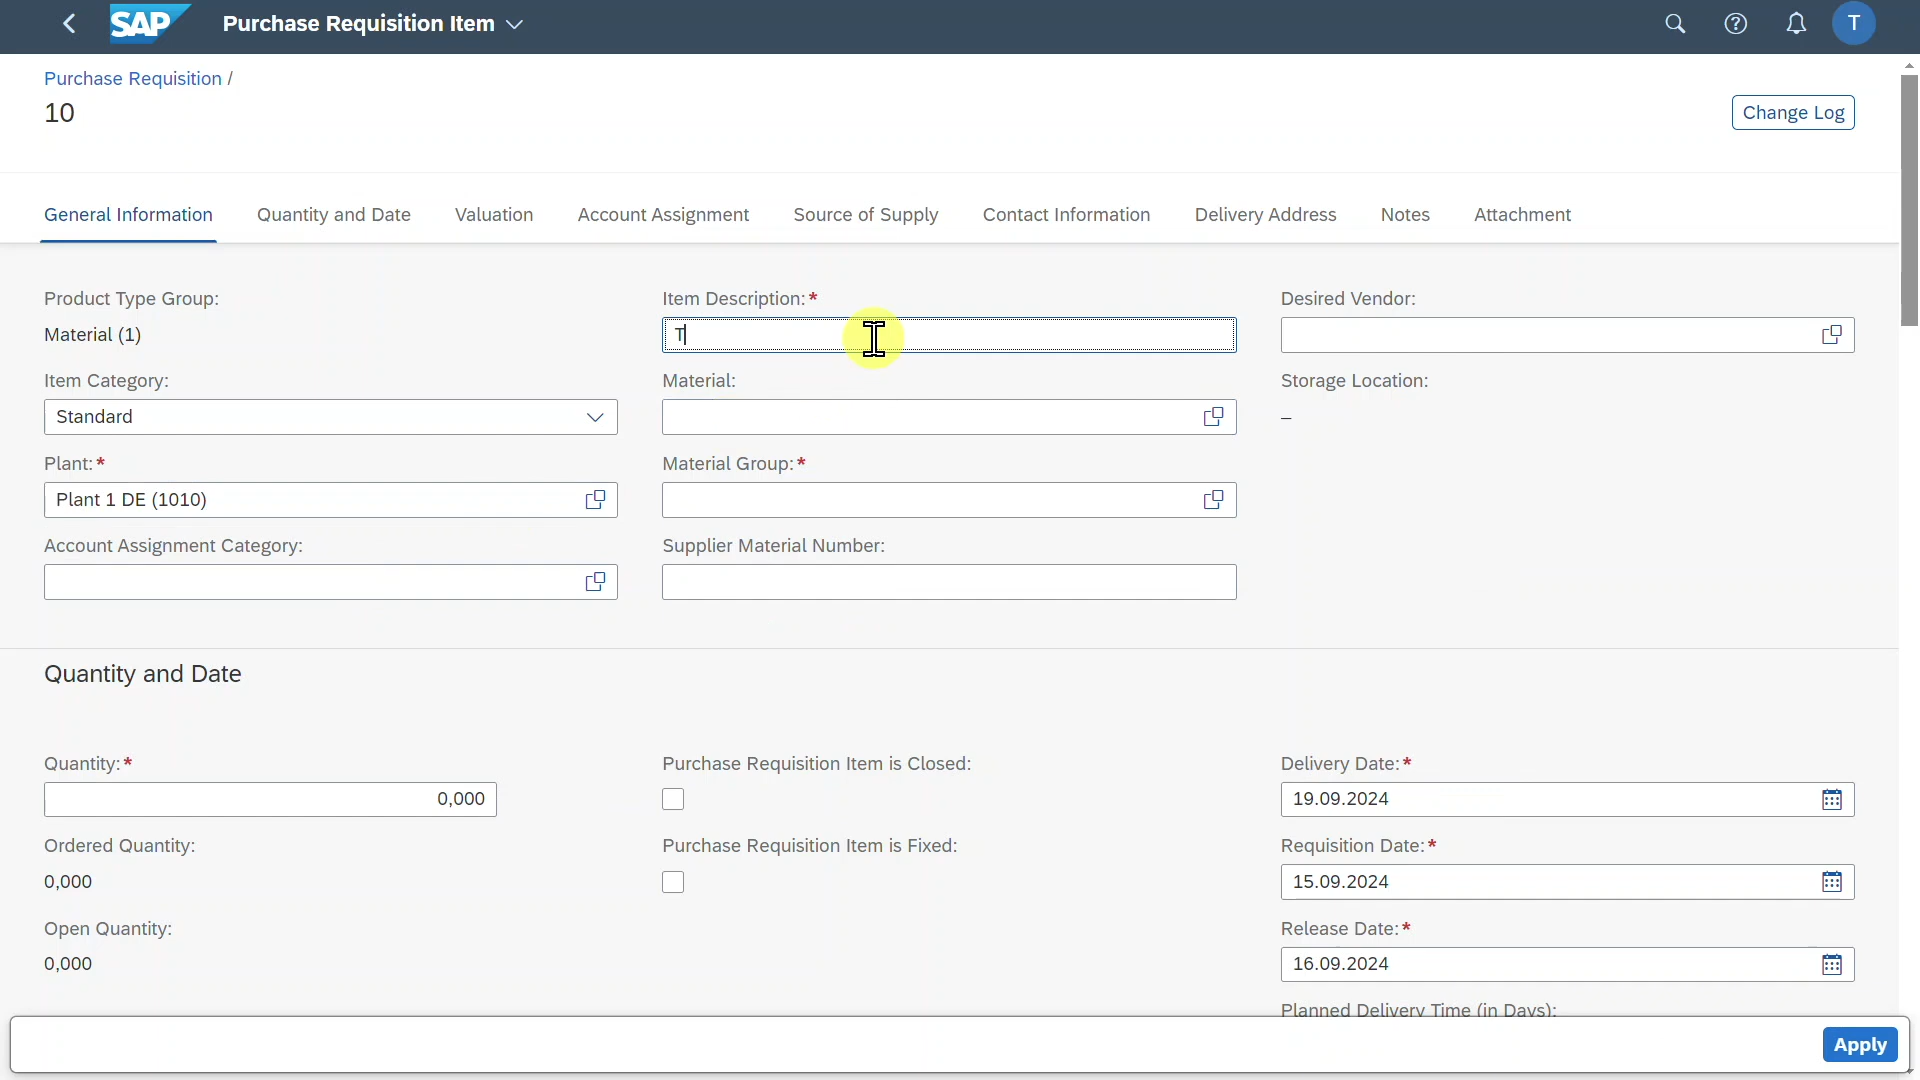 SAP Purchase Requisition Item T
Purchase Requisition /
10
Change Log
General Information Quantity and Date Valuation Account Assignment Source of Supply Contact Information Delivery Address Notes Attachment
Product Type Group: Item Description:* Desired Vendor:
Material (1) T
Item Category: Material: Storage Location:
Standard –
Plant:* Material Group:*
Plant 1 DE (1010)
Account Assignment Category: Supplier Material Number:
Quantity and Date
Quantity:* Purchase Requisition Item is Closed: Delivery Date:*
0,000 19.09.2024
Ordered Quantity: Purchase Requisition Item is Fixed: Requisition Date:*
0,000 15.09.2024
Open Quantity: Release Date:*
0,000 16.09.2024
Planned Delivery Time (in Days):
Apply